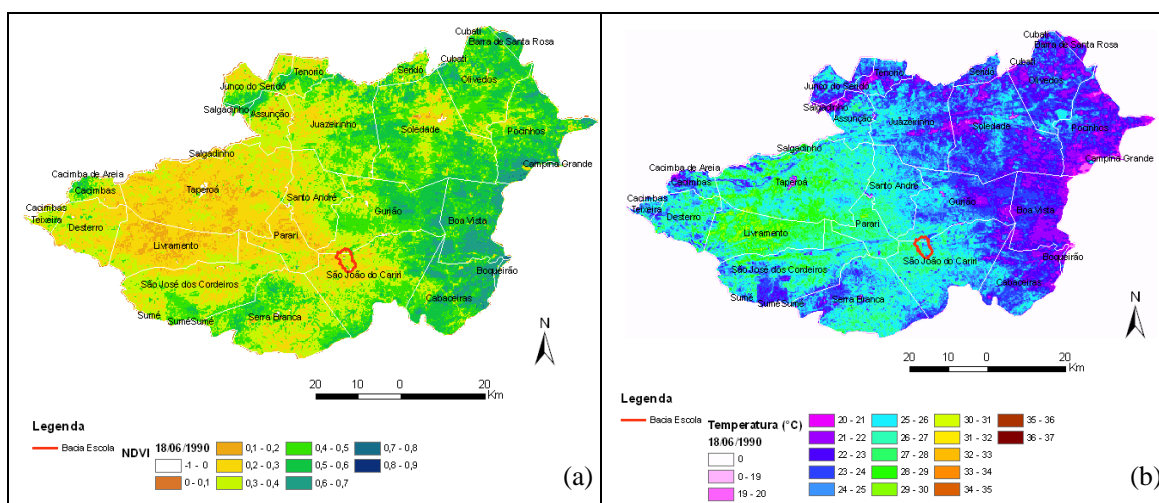 Cubati
Barra de Santa Rosa
Tenorio
Seridó
Cubati
Olivedos
Junco do Seridó
Salgadinho
Assunção
Juazeirinho
Soledade
Pocinhos
Salgadinho
Campina Grande
Cacimba de Areia
Cacimbas
Taperoá
Santo André
Cacimbas
Teixeira
Desterro
Gurjão
Boa Vista
Livramento
Parari
São João do Cariri
Boqueirão
São José dos Cordeiros
Cabaceiras
Sumé
SuméSumé
Serra Branca
N
20 10 0 20
Km
Legenda
Bacia Escola
NDVI 18/06/1990
-1 - 0
0 - 0,1
0,1 - 0,2
0,2 - 0,3
0,3 - 0,4
0,4 - 0,5
0,5 - 0,6
0,6 - 0,7
0,7 - 0,8
0,8 - 0,9
(a)
Cubati
Barra de Santa Rosa
Tenorio
Seridó
Cubati
Olivedos
Junco do Seridó
Salgadinho
Assunção
Juazeirinho
Soledade
Pocinhos
Salgadinho
Campina Grande
Cacimba de Areia
Cacimbas
Taperoá
Santo André
Cacimbas
Teixeira
Desterro
Gurjão
Boa Vista
Livramento
Parari
São João do Cariri
Boqueirão
São José dos Cordeiros
Cabaceiras
Sumé
SuméSumé
Serra Branca
N
20 10 0 20
Km
Legenda
Bacia Escola
Temperatura (°C)
18/06/1990
0
0 -19
19 - 20
20 - 21
21 - 22
22 - 23
23 - 24
24 - 25
25 - 26
26 - 27
27 - 28
28 - 29
29 - 30
30 - 31
31 - 32
32 - 33
33 - 34
34 - 35
35 - 36
36 - 37
(b)